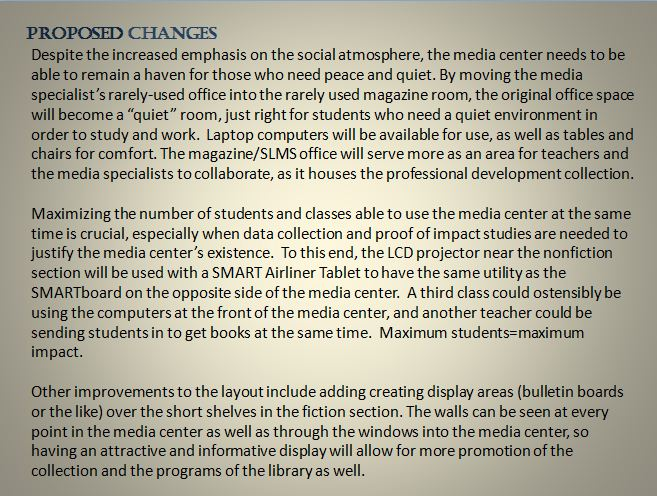 PROPOSED CHANGES
Despite the increased emphasis on the social atmosphere, the media center needs to be
able to remain a haven for those who need peace and quiet. By moving the media
specialist's rarely-used office into the rarely used magazine room, the original office space
will become a “quiet” room, just right for students who need a quiet environment in
order to study and work.  Laptop computers will be available for use, as well as tables and
chairs for comfort. The magazine/SLMS office will serve more as an area for teachers and
the media specialists to collaborate, as it houses the professional development collection.

Maximizing the number of students and classes able to use the media center at the same
time is crucial, especially when data collection and proof of impact studies are needed to
justify the media center's existence.  To this end, the LCD projector near the nonfiction
section will be used with a SMART Airliner Tablet to have the same utility as the
SMARTboard on the opposite side of the media center.  A third class could ostensibly be
using the computers at the front of the media center, and another teacher could be
sending students in to get books at the same time.  Maximum students=maximum
impact.

Other improvements to the layout include adding creating display areas (bulletin boards
or the like) over the short shelves in the fiction section. The walls can be seen at every
point in the media center as well as through the windows into the media center, so
having an attractive and informative display will allow for more promotion of the
collection and the programs of the library as well.